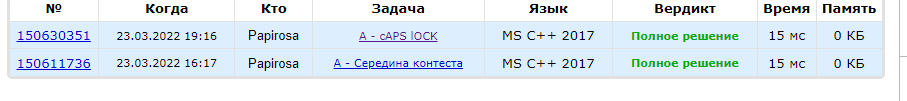 № Когда Кто Задача Язык Вердикт Время Память
150630351 23.03.2022 19:16 Papirosa A - cAPS lOCK MS C++ 2017 Полное решение 15 мс 0 КБ
150611736 23.03.2022 16:17 Papirosa A - Середина контеста MS C++ 2017 Полное решение 15 мс 0 КБ